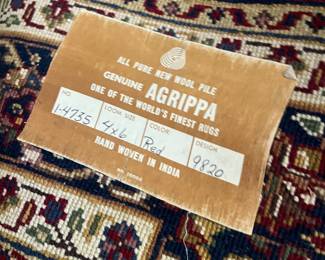 ALL PURE NEW WOOL PILE
GENUINE AGRIPPA
ONE OF THE WORLD'S FINEST RUGS
NO. LOOM SIZE COLOR DESIGN
1-4735 4x6 Red 9820
HAND WOVEN IN INDIA